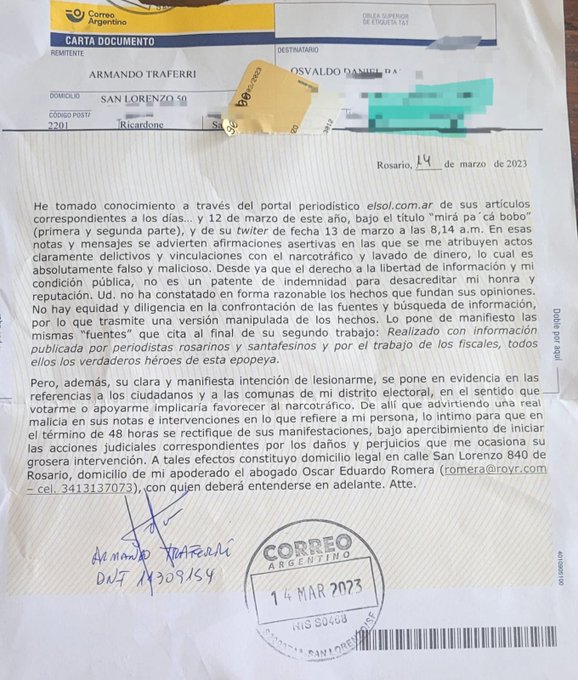 Correo
Argentino
CARTA DOCUMENTO
OBLEA SUPERIOR
DE ETIQUETA T&T
REMITENTE
DESTINATARIO
ARMANDO TRAFERRI
OSVALDO DANIEL
DOMICILIO
SAN LORENZO 50
CÓDIGO POSTAL
2201 Ricardone
Rosario, 14 de marzo de 2023
He tomado conocimiento a través del portal periodístico elsol.com.ar de sus artículos
correspondientes a los días... y 12 de marzo de este año, bajo el título "mirá pa´cá bobo"
(primera y segunda parte), y de su twiter de fecha 13 de marzo a las 8,14 a.m. En esas
notas y mensajes se advierten afirmaciones asertivas en las que se me atribuyen actos
claramente delictivos y vinculaciones con el narcotráfico y lavado de dinero, lo cual es
absolutamente falso y malicioso. Desde ya que el derecho a la libertad de información y mi
condición pública, no es un patente de indemnidad para desacreditar mi honra y
reputación. Ud. no ha constatado en forma razonable los hechos que fundan sus opiniones.
No hay equidad y diligencia en la confrontación de las fuentes y búsqueda de información,
por lo que trasmite una versión manipulada de los hechos. Lo pone de manifiesto las
mismas "fuentes" que cita al final de su segundo trabajo: Realizado con información
publicada por periodistas rosarinos y santafesinos y por el trabajo de los fiscales, todos
ellos los verdaderos héroes de esta epopeya.
Pero, además, su clara y manifiesta intención de lesionarme, se pone en evidencia en las
referencias a los ciudadanos y a las comunas de mi distrito electoral, en el sentido que
votarme o apoyarme implicaría favorecer al narcotráfico. De allí que advirtiendo una real
malicia en sus notas e intervenciones en lo que refiere a mi persona, lo intimo para que en
el término de 48 horas se rectifique de sus manifestaciones, bajo apercibimiento de iniciar
las acciones judiciales correspondientes por los daños y perjuicios que me ocasiona su
grosera intervención. A tales efectos constituyo domicilio legal en calle San Lorenzo 840 de
Rosario, domicilio de mi apoderado el abogado Oscar Eduardo Romera (romera@royr.com
– cel. 3413137073), con quien deberá entenderse en adelante. Atte.
Doble por aquí
ARMANDO TRAFERRI
DNI 14309154
CORREO
ARGENTINO
14 MAR 2023
NIS S0468
SAN LORENZO